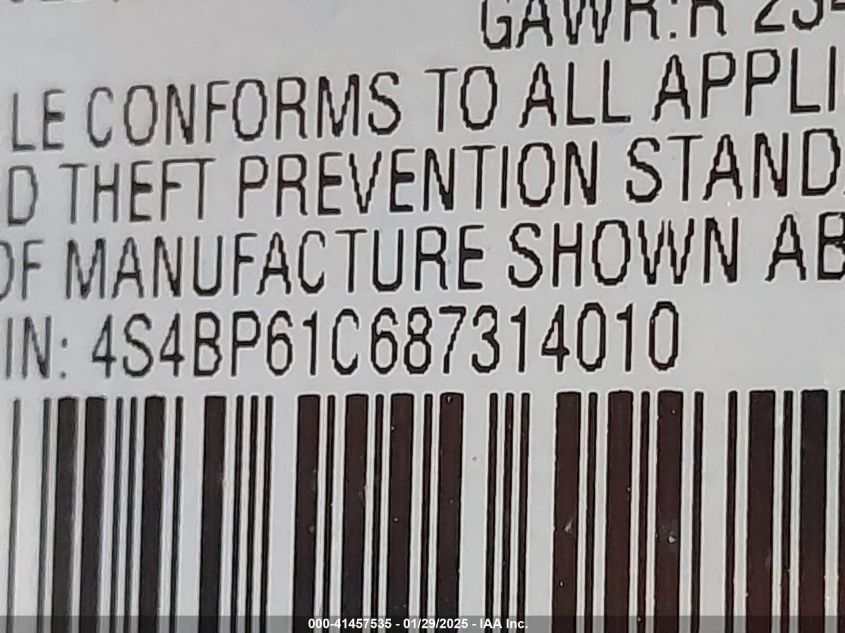 GAWR:R 234
LE CONFORMS TO ALL APPLI
D THEFT PREVENTION STAND
OF MANUFACTURE SHOWN AB
IN: 4S4BP61C687314010
000-41457535 - 01/29/2025 - IAA Inc.